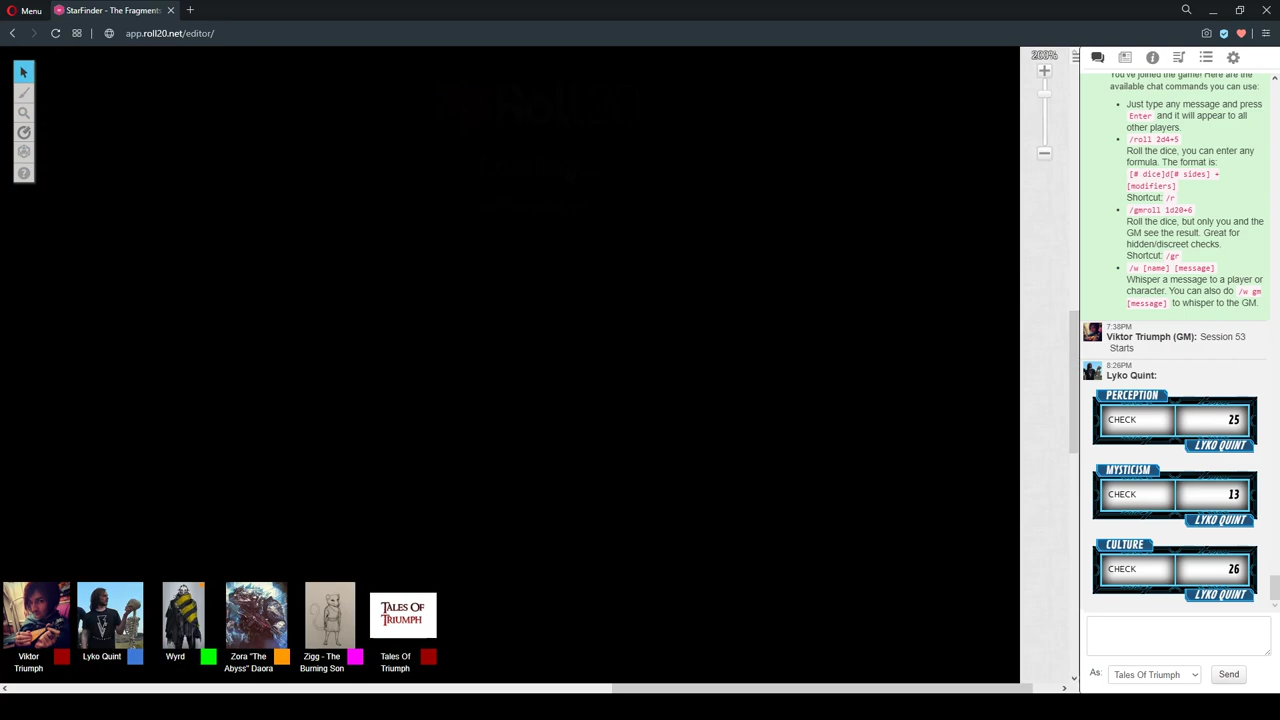 Menu
StarFinder - The Fragments
app.roll20.net/editor/
200%
You've joined the game! Here are the
available chat commands you can use:
Just type any message and press
Enter and it will appear to all
other players.
/roll 2d4+5
Roll the dice, you can enter any
formula. The format is:
[# dice]d[# sides] +
[modifiers]
Shortcut: /r
/gmroll 1d20+6
Roll the dice, but only you and the
GM see the result. Great for
hidden/discreet checks.
Shortcut: /gr
/w [name] [message]
Whisper a message to a player or
character. You can also do /w gm
[message] to whisper to the GM.
7:38PM
Viktor Triumph (GM): Session 53
Starts
8:26PM
Lyko Quint:
PERCEPTION
CHECK 25
LYKO QUINT
MYSTICISM
CHECK 13
LYKO QUINT
CULTURE
CHECK 26
LYKO QUINT
As: Tales Of Triumph Send
TALES OF
TRIUMPH
Viktor
Triumph
Lyko Quint
Wyrd
Zora "The
Abyss" Daora
Zigg - The
Burning Son
Tales Of
Triumph